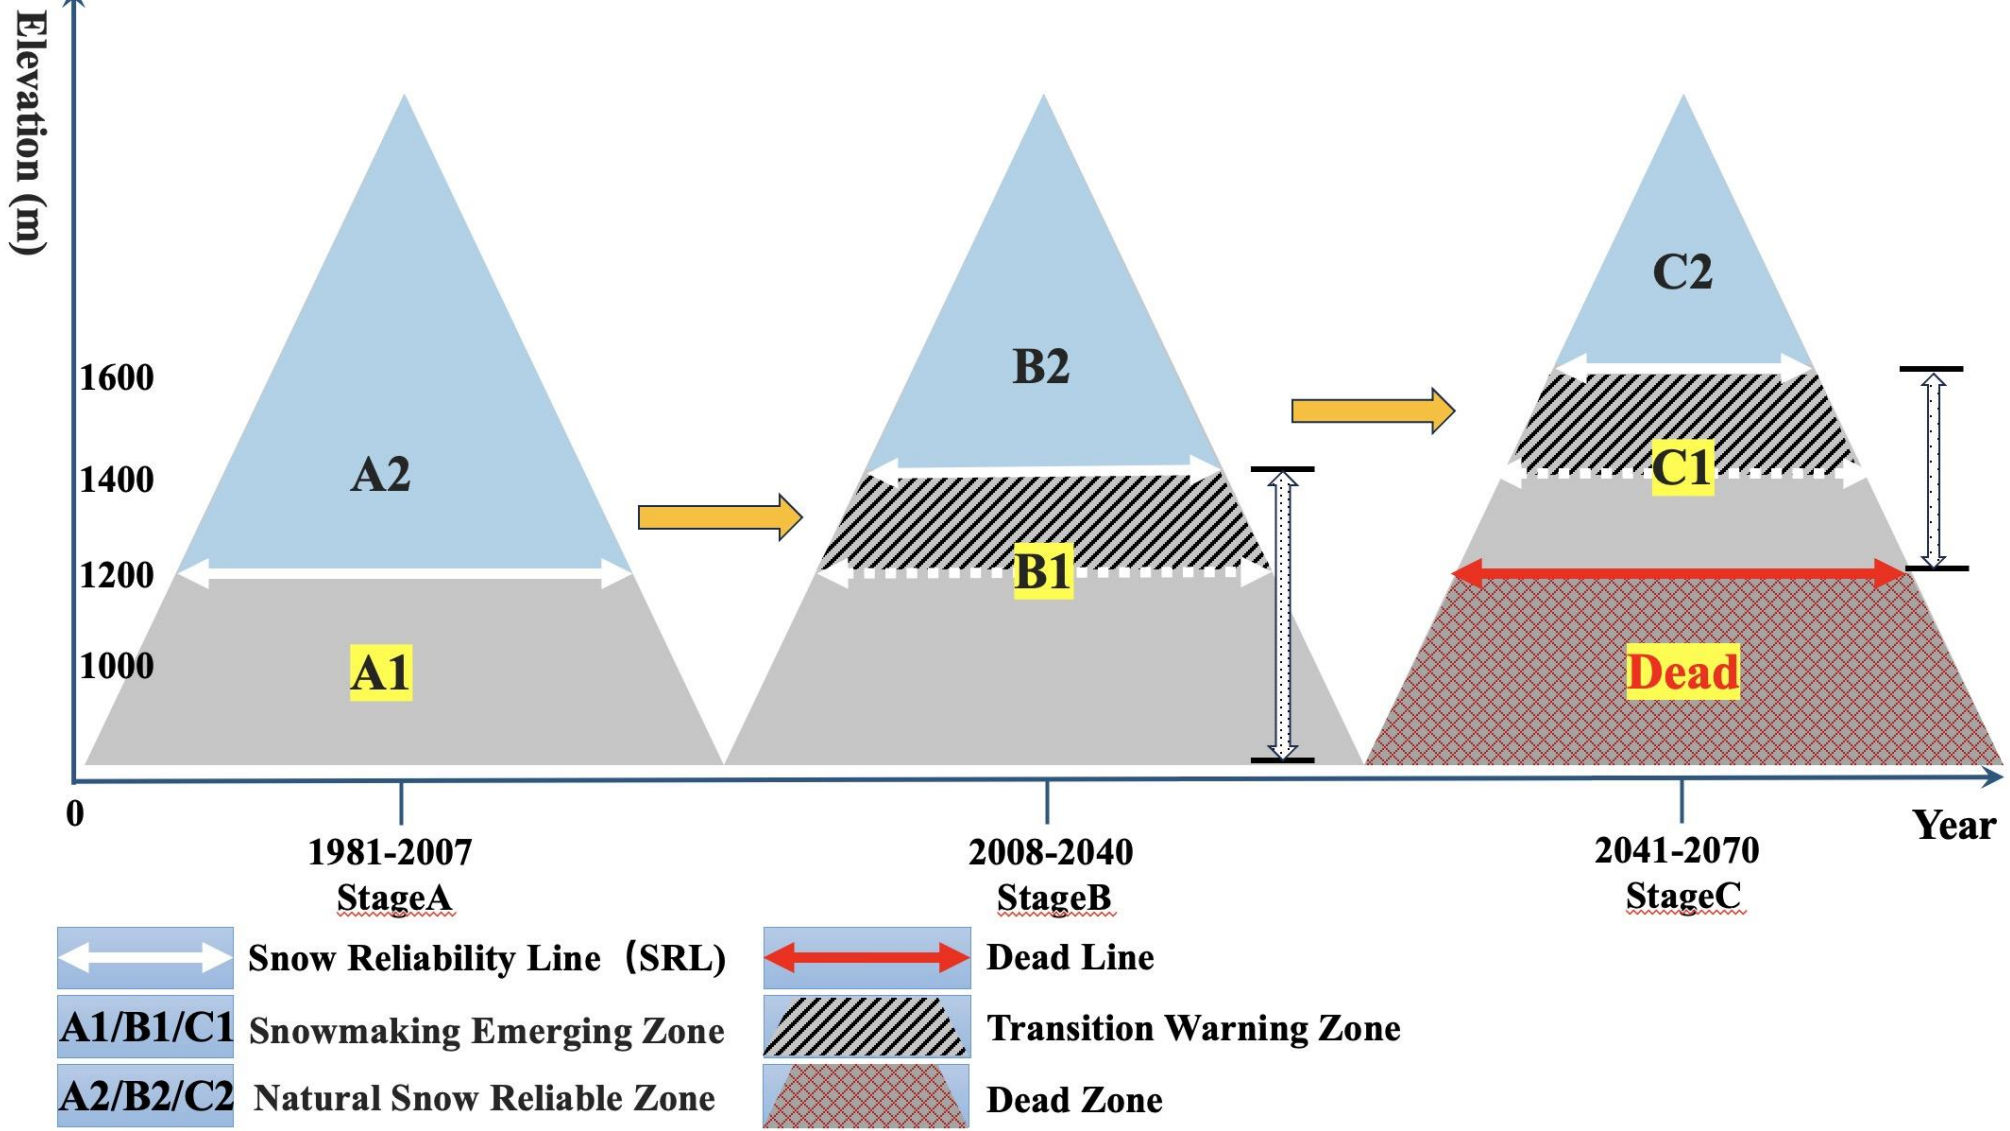 Elevation (m)
C2
B2
1600
A2
1400
C1
1200
B1
1000
A1
Dead
0
Year
1981-2007
2008-2040
2041-2070
StageA
StageB
StageC
Snow Reliability Line（SRL)
Dead Line
A1/B1/C1
Snowmaking Emerging Zone
Transition Warning Zone
A2/B2/C2
Natural Snow Reliable Zone
Dead Zone